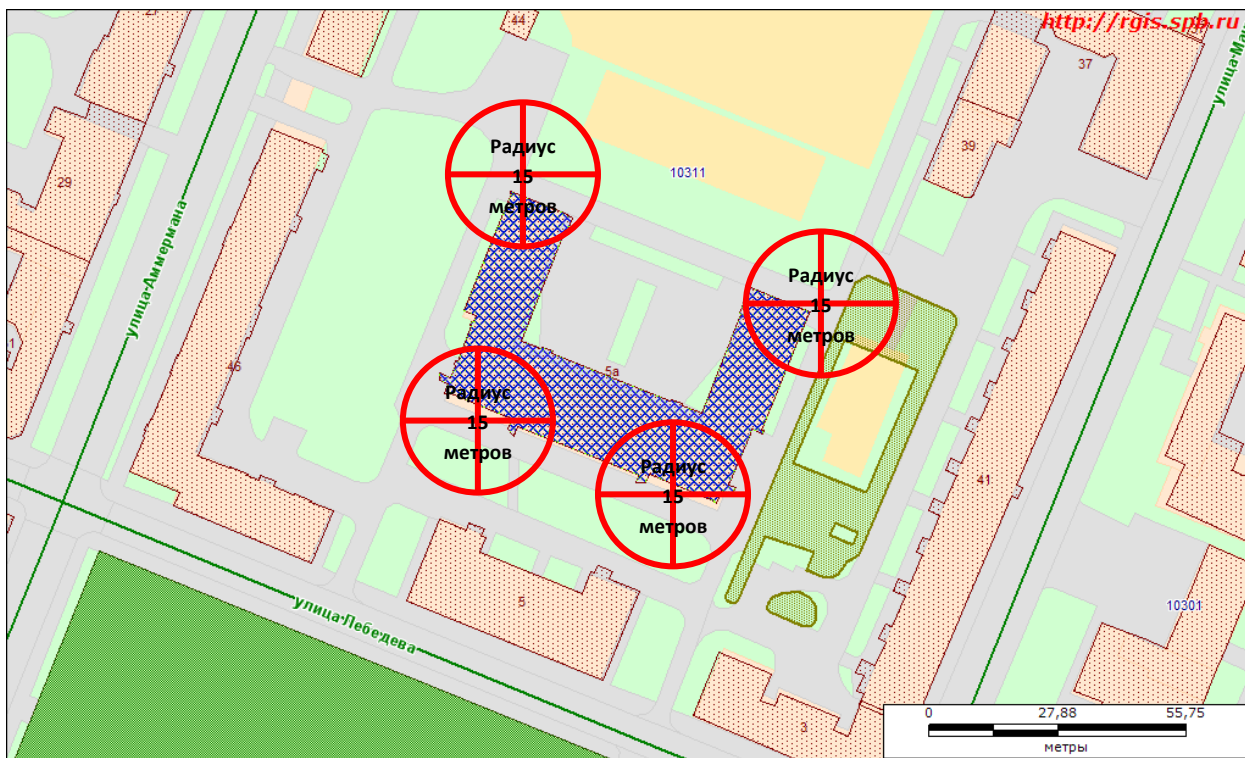 http://rgis.spb.ru
44
37
29
39
10311
улица Аммермана
улица Мак
Радиус
15
метров
Радиус
15
метров
1
46
5а
Радиус
15
метров
Радиус
15
метров
41
5
улица Лебедева
10301
3
0 27,88 55,75
метры